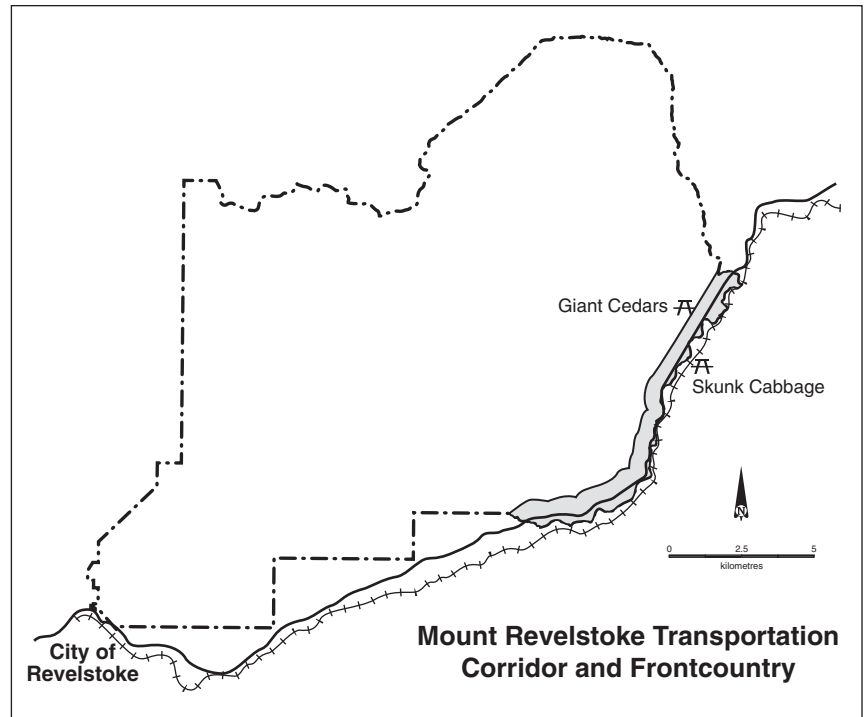 Giant Cedars
Skunk Cabbage
N
0 2.5 5
kilometres
City of
Revelstoke
Mount Revelstoke Transportation
Corridor and Frontcountry